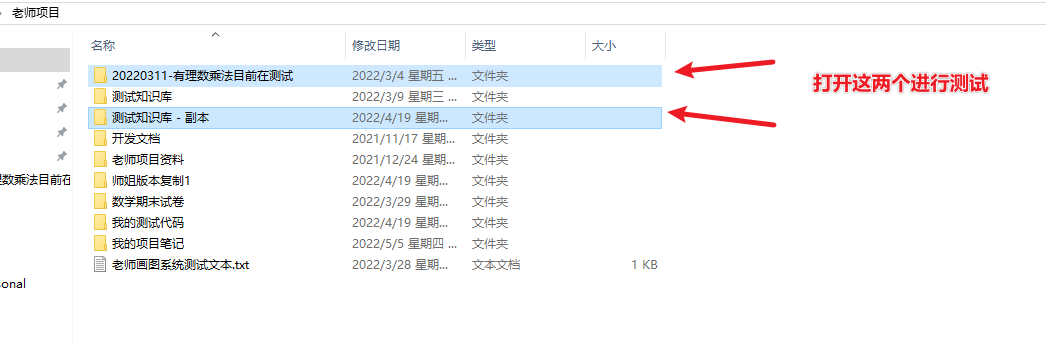 老师项目
名称 修改日期 类型 大小
20220311-有理数乘法目前在测试 2022/3/4 星期五 ... 文件夹
打开这两个进行测试
测试知识库 2022/3/9 星期三 ... 文件夹
测试知识库 - 副本 2022/4/19 星期... 文件夹
开发文档 2021/11/17 星期... 文件夹
老师项目资料 2021/12/24 星期... 文件夹
师姐版本复制1 2022/4/19 星期... 文件夹
理数乘法目前在
数学期末试卷 2022/3/29 星期... 文件夹
我的测试代码 2022/4/19 星期... 文件夹
我的项目笔记 2022/5/5 星期四 ... 文件夹
老师画图系统测试文本.txt 2022/3/28 星期... 文本文档 1 KB
sonal